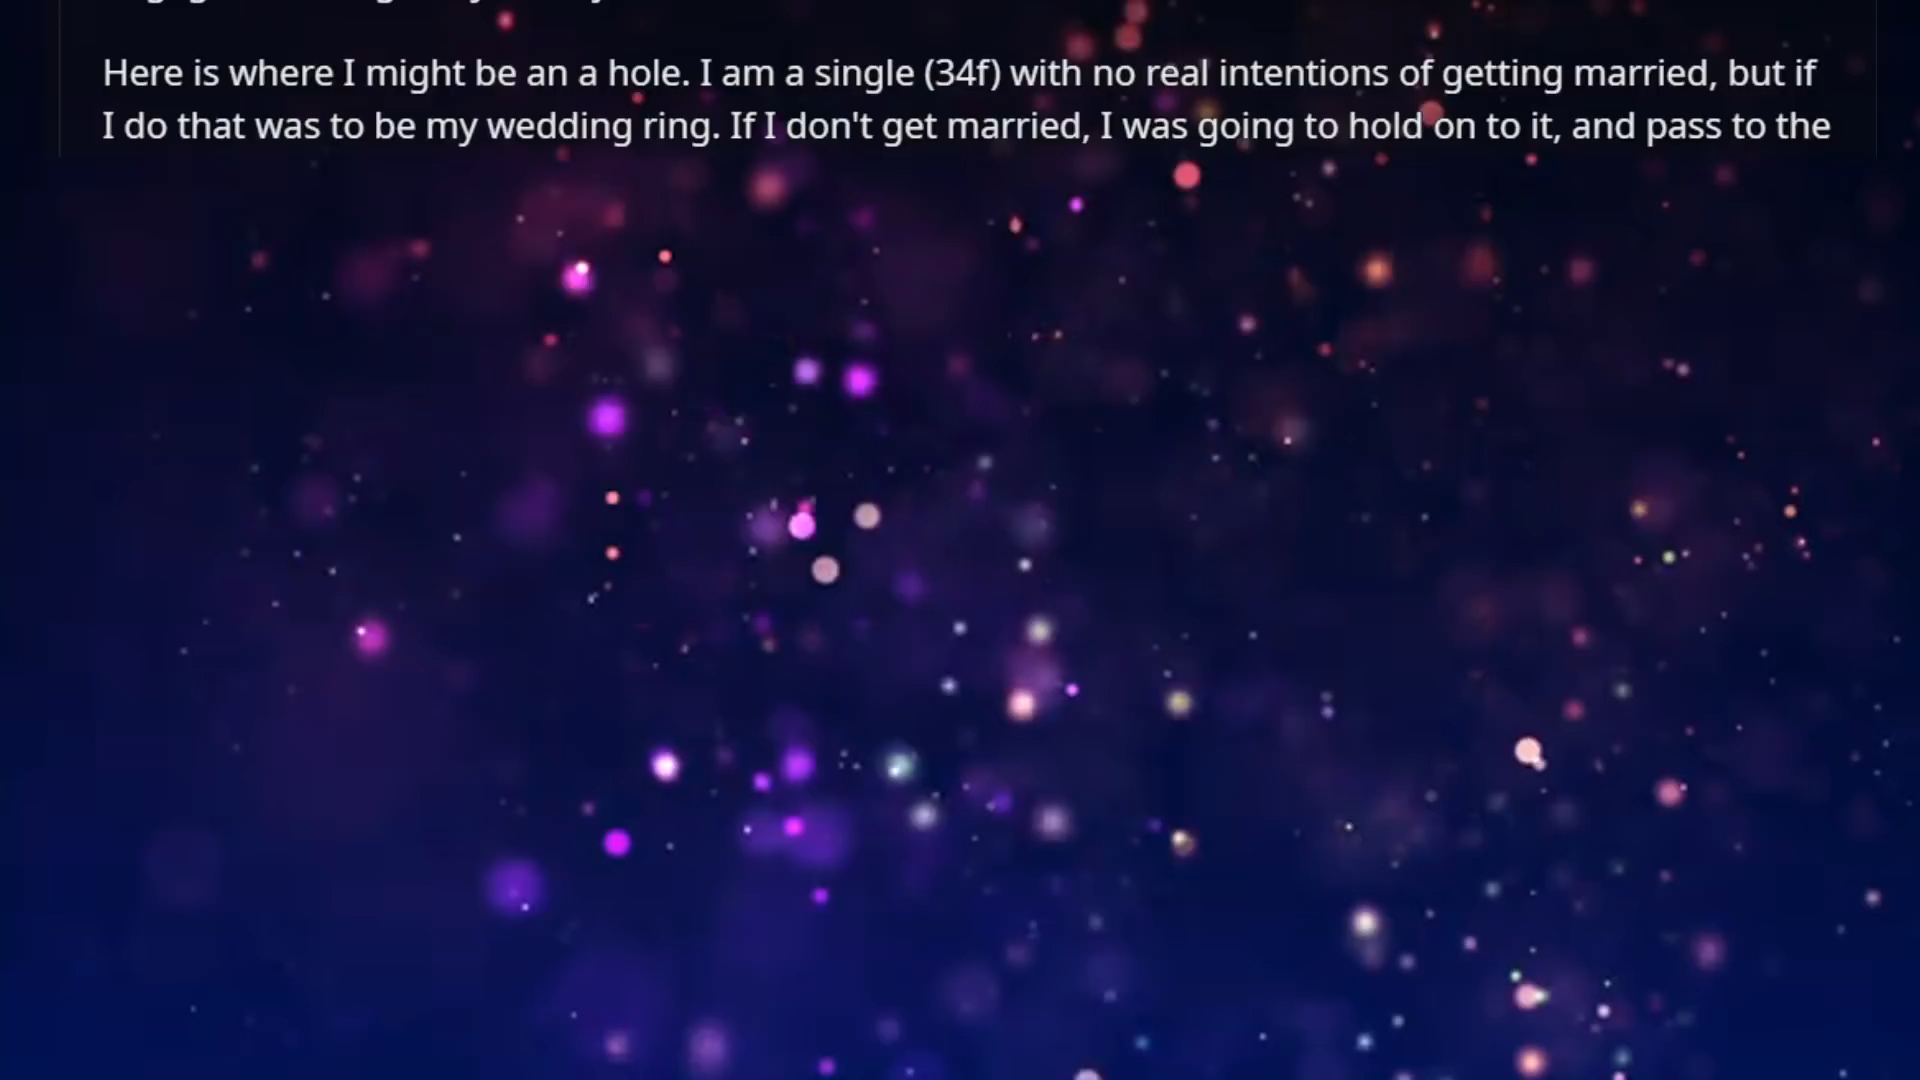 Here is where I might be an a hole. I am a single (34f) with no real intentions of getting married, but if
I do that was to be my wedding ring. If I don't get married, I was going to hold on to it, and pass to the